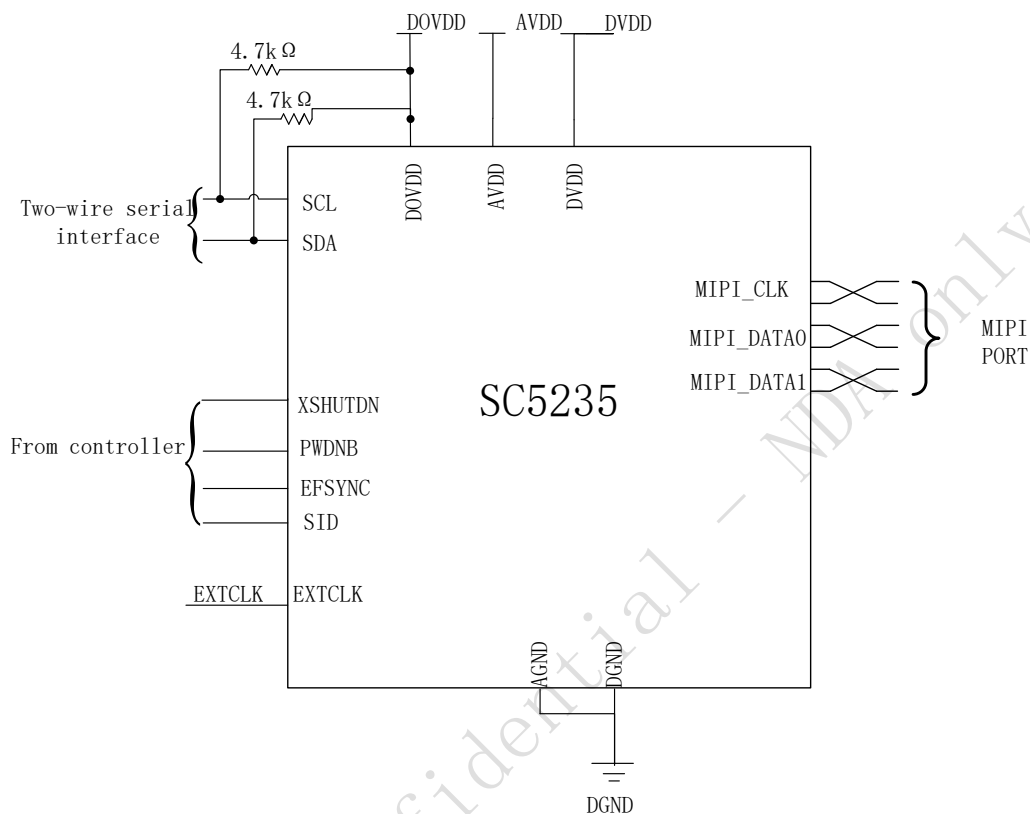 DOVDD
AVDD
DVDD
4.7kΩ
4.7kΩ
DOVDD
AVDD
DVDD
Two-wire serial
interface
SCL
SDA
MIPI_CLK
MIPI_DATA0
MIPI_DATA1
MIPI
PORT
SC5235
From controller
XSHUTDN
PWDNB
EFSYNC
SID
EXTCLK
EXTCLK
AGND
DGND
DGND
fidential - NDA only